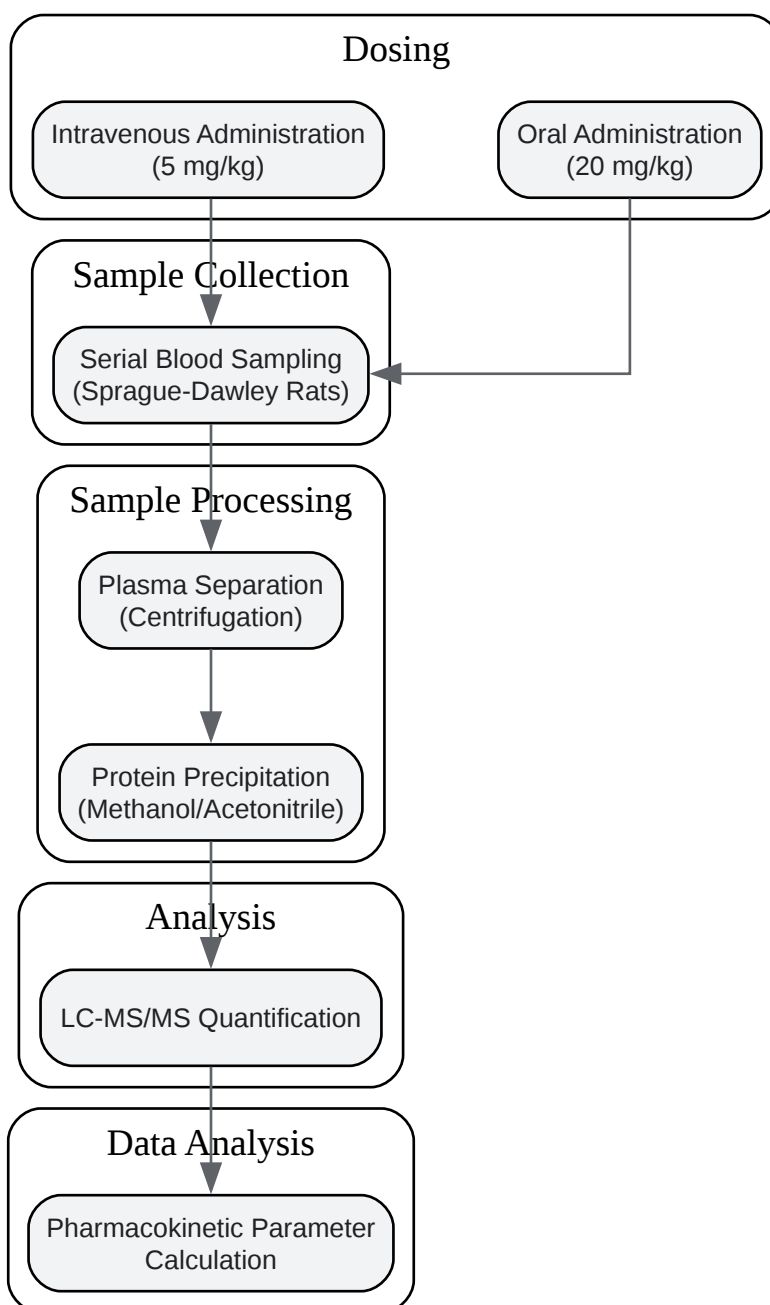 Dosing
Intravenous Administration
(5 mg/kg)
Oral Administration
(20 mg/kg)
Sample Collection
Serial Blood Sampling
(Sprague-Dawley Rats)
Sample Processing
Plasma Separation
(Centrifugation)
Protein Precipitation
(Methanol/Acetonitrile)
Analysis
LC-MS/MS Quantification
Data Analysis
Pharmacokinetic Parameter
Calculation